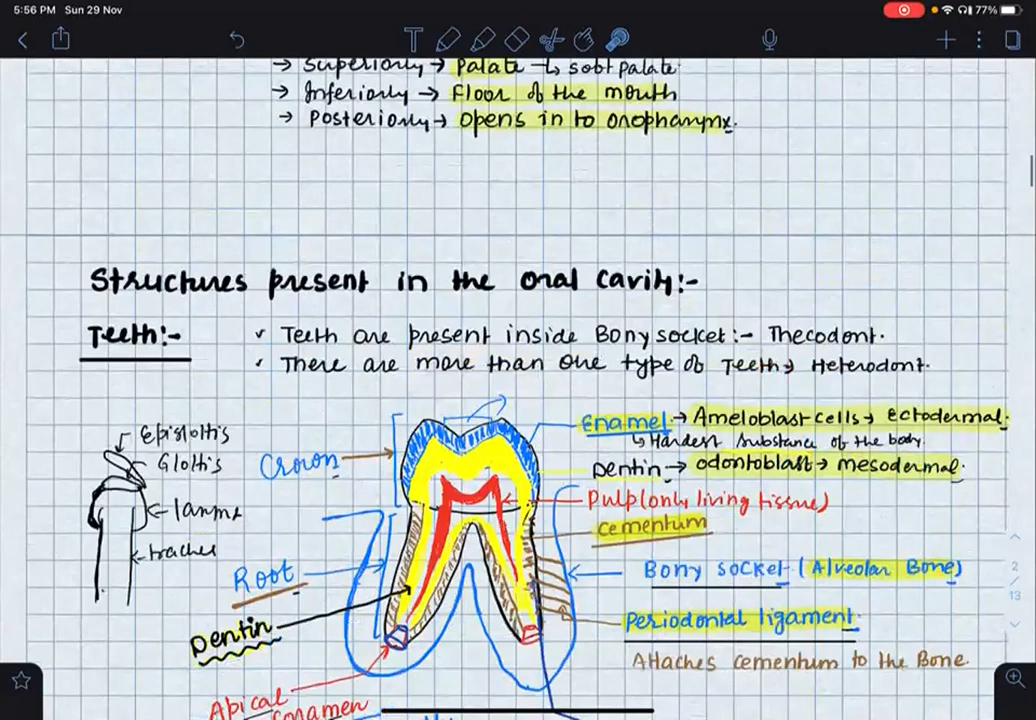 5:56 PM Sun 29 Nov
77%
→ Superiorly → Palate ↳ soft palate
→ Inferiorly → Floor of the mouth
→ Posteriorly → opens in to oropharynx.
Structures present in the oral cavity:-
Teeth:-
✓ Teeth are present inside Bony socket:- Thecodont.
✓ There are more than one type of Teeth → Heterodont.
Epiglottis
Glottis
larynx
trachea
Crown
Root
Dentin
Apical
foramen
Enamel → Ameloblast cells → Ectodermal.
↳ Hardest substance of the body.
Dentin → odontoblast → mesodermal.
Pulp (only living tissue)
cementum
Bony socket (Alveolar Bone)
Periodontal ligament
Attaches cementum to the Bone.
2
13
T